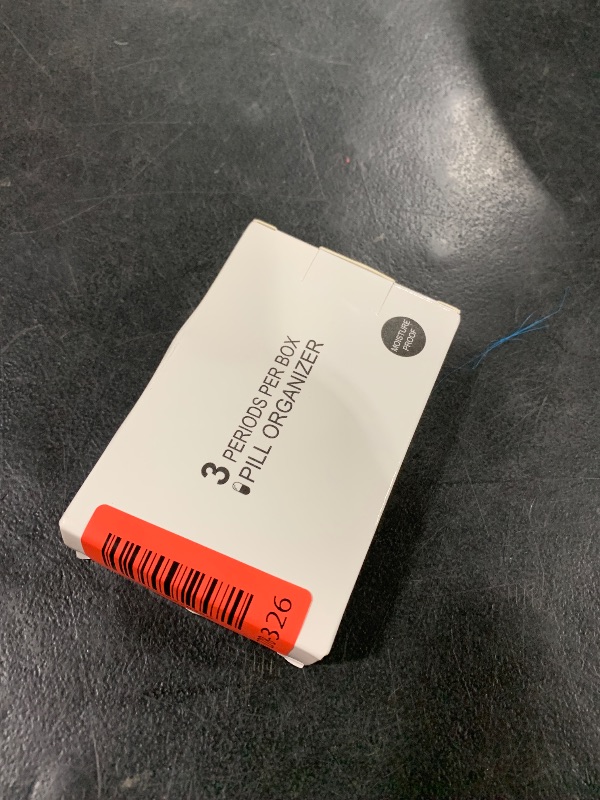 MOISTURE
PROOF
3 PERIODS PER BOX
PILL ORGANIZER
326